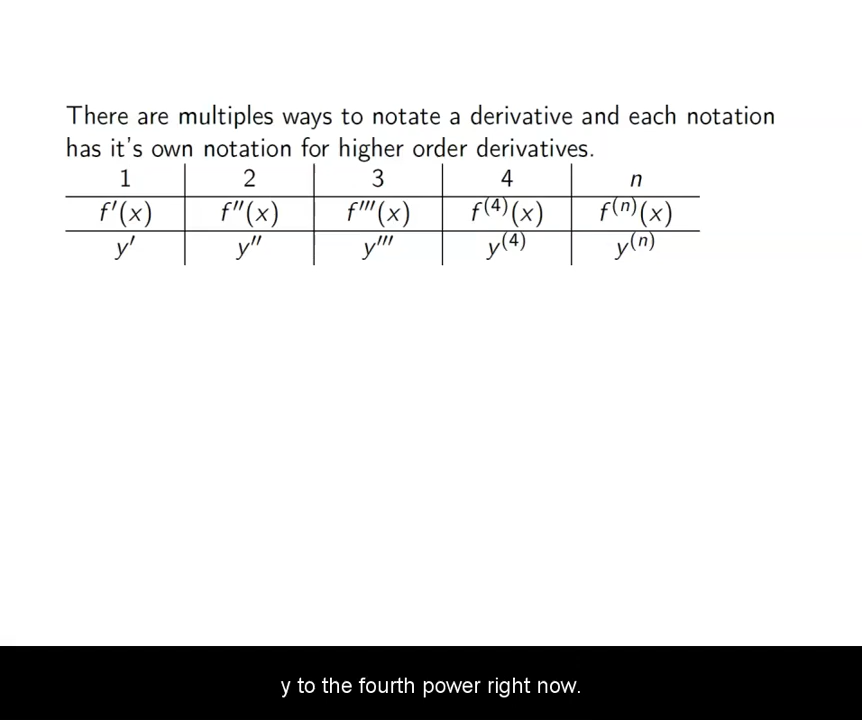 There are multiples ways to notate a derivative and each notation
has it's own notation for higher order derivatives.
1 2 3 4 n
f'(x) f''(x) f'''(x) f⁽⁴⁾(x) f⁽ⁿ⁾(x)
y' y'' y''' y⁽⁴⁾ y⁽ⁿ⁾
y to the fourth power right now.